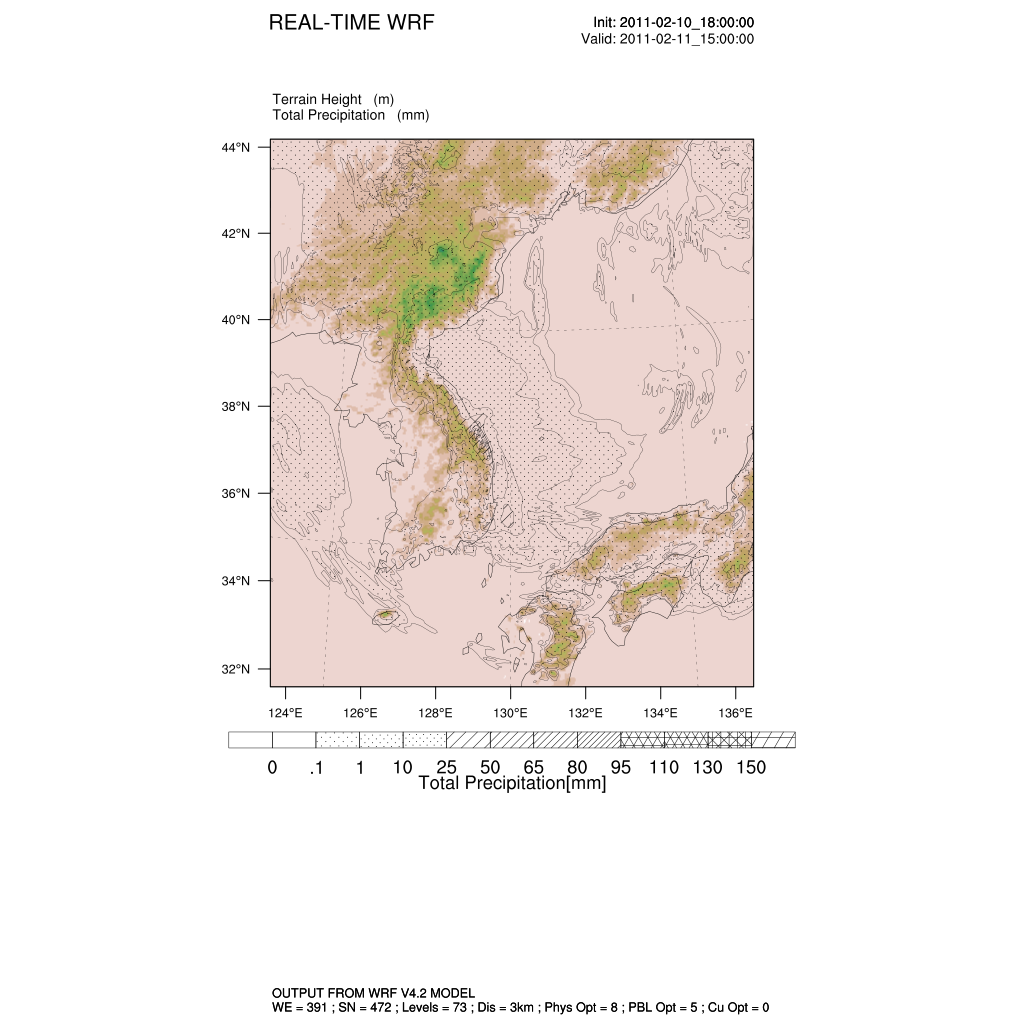 REAL-TIME WRF
Init: 2011-02-10_18:00:00
Valid: 2011-02-11_15:00:00
Terrain Height (m)
Total Precipitation (mm)
44°N
42°N
40°N
38°N
36°N
34°N
32°N
124°E 126°E 128°E 130°E 132°E 134°E 136°E
0 .1 1 10 25 50 65 80 95 110 130 150
Total Precipitation[mm]
OUTPUT FROM WRF V4.2 MODEL
WE = 391 ; SN = 472 ; Levels = 73 ; Dis = 3km ; Phys Opt = 8 ; PBL Opt = 5 ; Cu Opt = 0